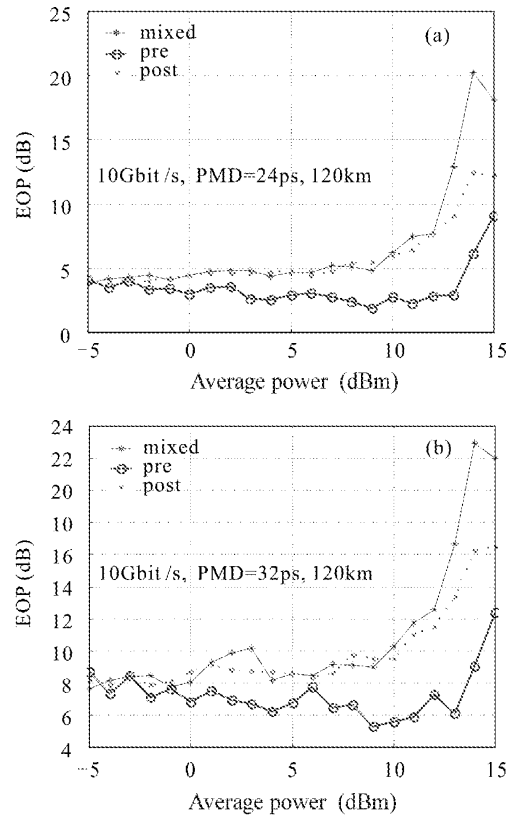 mixed
pre
post
(a)
25
20
15
10
5
0
EOP (dB)
10Gbit/s, PMD=24ps, 120km
−5 0 5 10 15
Average power (dBm)
mixed
pre
post
(b)
24
22
20
18
16
14
12
10
8
6
4
EOP (dB)
10Gbit/s, PMD=32ps, 120km
−5 0 5 10 15
Average power (dBm)